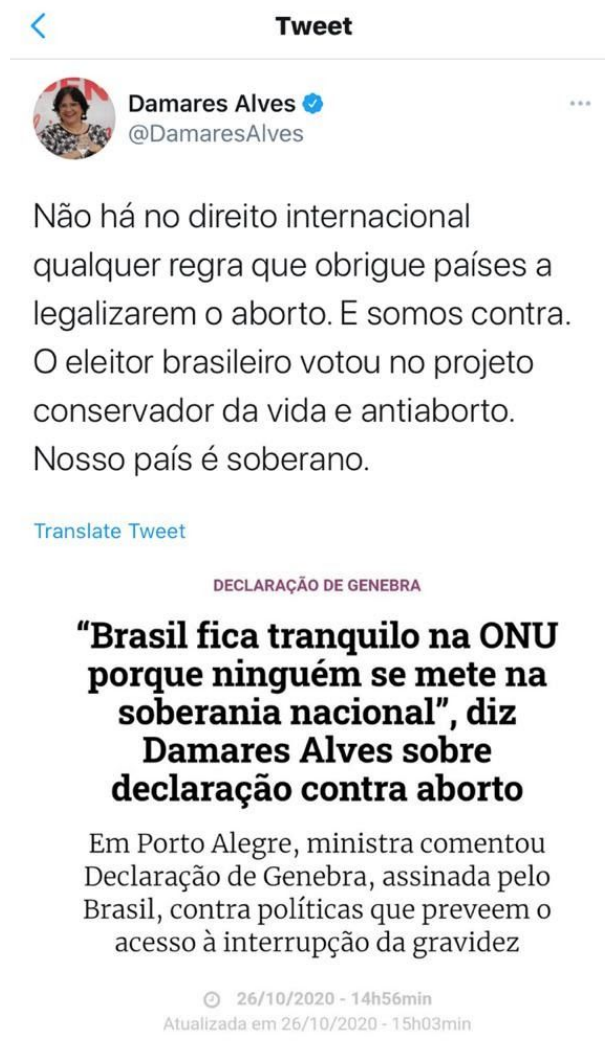 Tweet
Damares Alves
@DamaresAlves
Não há no direito internacional
qualquer regra que obrigue países a
legalizarem o aborto. E somos contra.
O eleitor brasileiro votou no projeto
conservador da vida e antiaborto.
Nosso país é soberano.
Translate Tweet
DECLARAÇÃO DE GENEBRA
“Brasil fica tranquilo na ONU
porque ninguém se mete na
soberania nacional”, diz
Damares Alves sobre
declaração contra aborto
Em Porto Alegre, ministra comentou
Declaração de Genebra, assinada pelo
Brasil, contra políticas que preveem o
acesso à interrupção da gravidez
26/10/2020 - 14h56min
Atualizada em 26/10/2020 - 15h03min